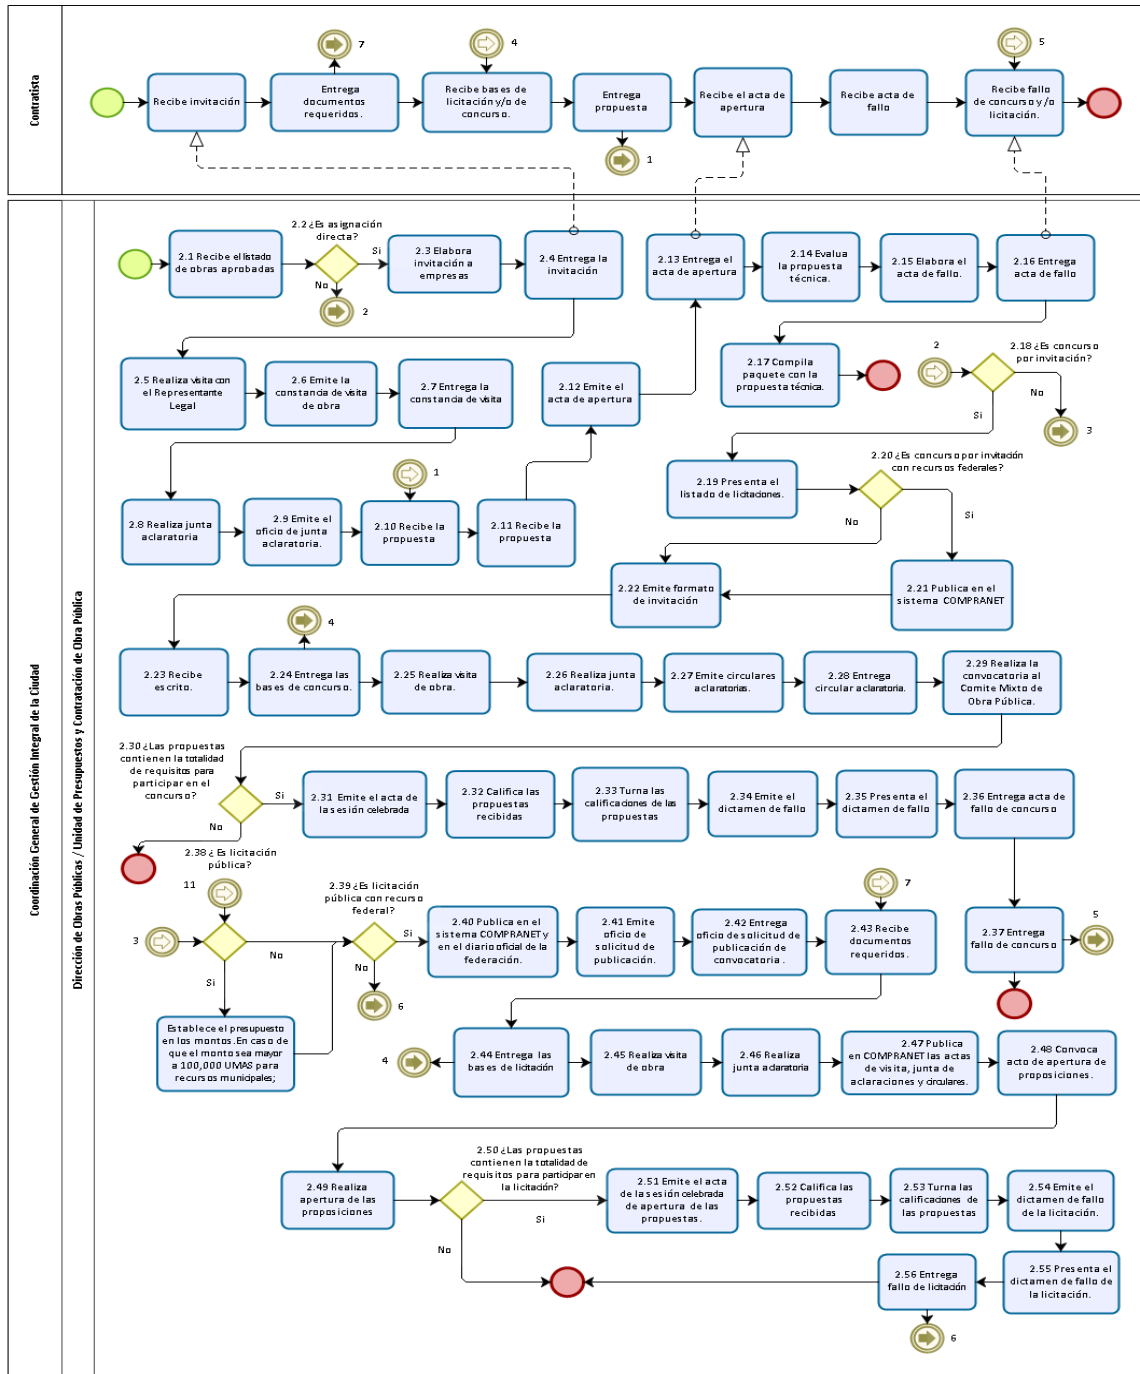 Contratista
7
4
5
Recibe invitación
Entrega
documentos
requeridos.
Recibe bases de
licitación y/o de
concurso.
Entrega
propuesta
Recibe el acta de
apertura
Recibe acta de
fallo
Recibe fallo
de concurso y /o
licitación.
1
Coordinación General de Gestión Integral de la Ciudad
Dirección de Obras Públicas / Unidad de Presupuestos y Contratación de Obra Pública
2.1 Recibe el listado
de obras aprobadas
2.2 ¿Es asignación
directa?
Si
No
2
2.3 Elabora
invitación a
empresas
2.4 Entrega la
invitación
2.13 Entrega el
acta de apertura
2.14 Evalua
la propuesta
técnica.
2.15 Elabora el
acta de fallo.
2.16 Entrega
acta de fallo
2.5 Realiza visita con
el Representante
Legal
2.6 Emite la
constancia de visita
de obra
2.7 Entrega la
constancia de visita
2.12 Emite el
acta de apertura
2.17 Compila
paquete con la
propuesta técnica.
2
2.18 ¿Es concurso
por invitación?
No
Si
3
2.8 Realiza junta
aclaratoria
2.9 Emite el
oficio de junta
aclaratoria.
1
2.10 Recibe la
propuesta
2.11 Recibe la
propuesta
2.19 Presenta el
listado de licitaciones.
2.20 ¿Es concurso por invitación
con recursos federales?
No
Si
2.22 Emite formato
de invitación
2.21 Publica en el
sistema COMPRANET
4
2.23 Recibe
escrito.
2.24 Entrega las
bases de concurso.
2.25 Realiza visita
de obra.
2.26 Realiza junta
aclaratoria.
2.27 Emite circulares
aclaratorias.
2.28 Entrega
circular aclaratoria.
2.29 Realiza la
convocatoria al
Comite Mixto de
Obra Pública.
2.30 ¿Las propuestas
contienen la totalidad
de requisitos para
participar en el
concurso?
Si
No
2.31 Emite el acta de
la sesión celebrada
2.32 Califica las
propuestas
recibidas
2.33 Turna las
calificaciones de las
propuestas
2.34 Emite el
dictamen de fallo
2.35 Presenta el
dictamen de fallo
2.36 Entrega acta de
fallo de concurso
2.38 ¿ Es licitación
pública?
11
3
No
Si
2.39 ¿Es licitación
pública con recurso
federal?
Si
No
6
2.40 Publica en el
sistema COMPRANET y
en el diario oficial de la
federación.
2.41 Emite
oficio de
solicitud de
publicación.
2.42 Entrega
oficio de solicitud de
publicación de
convocatoria .
7
2.43 Recibe
documentos
requeridos.
2.37 Entrega
fallo de concurso
5
Establece el presupuesto
en los montos. En caso de
que el monto sea mayor
a 100,000 UMAS para
recursos municipales;
4
2.44 Entrega las
bases de licitación
2.45 Realiza visita
de obra
2.46 Realiza
junta aclaratoria
2.47 Publica
en COMPRANET las actas
de visita, junta de
aclaraciones y circulares.
2.48 Convoca
acto de apertura de
proposiciones.
2.49 Realiza
apertura de las
proposiciones
2.50 ¿Las propuestas
contienen la totalidad de
requisitos para participar en
la licitación?
Si
No
2.51 Emite el acta
de la sesión celebrada
de apertura de las
propuestas.
2.52 Califica las
propuestas
recibidas
2.53 Turna las
calificaciones de
las propuestas
2.54 Emite el
dictamen de fallo
de la licitación.
2.56 Entrega
fallo de licitación
2.55 Presenta el
dictamen de fallo de
la licitación.
6